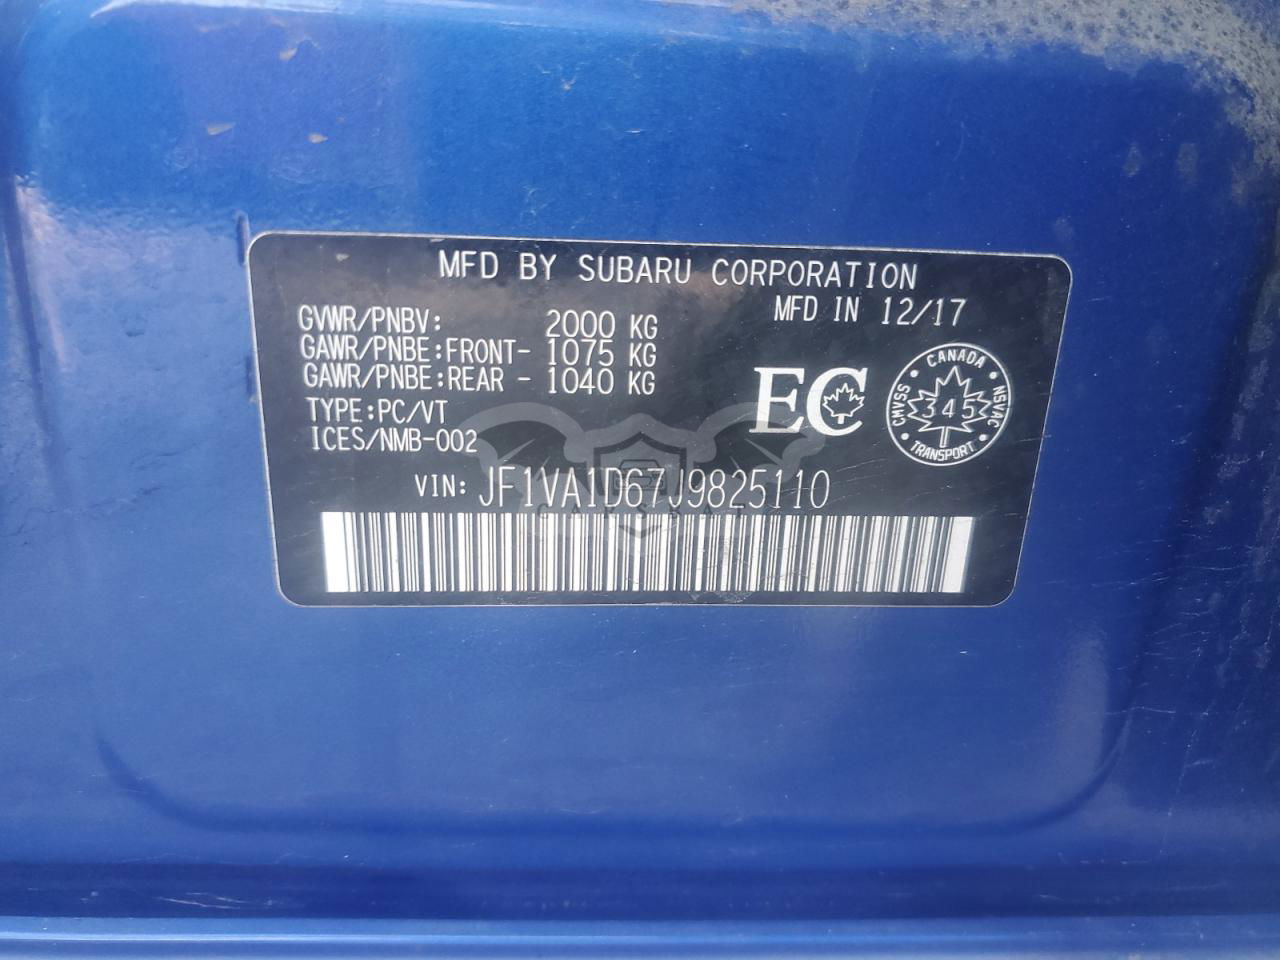 MFD BY SUBARU CORPORATION
MFD IN 12/17
GVWR/PNBV: 2000 KG
GAWR/PNBE:FRONT- 1075 KG
GAWR/PNBE:REAR - 1040 KG
TYPE:PC/VT
ICES/NMB-002
EC
CANADA
CMVSS 345 NSVAC
TRANSPORT
VIN: JF1VA1D67J9825110